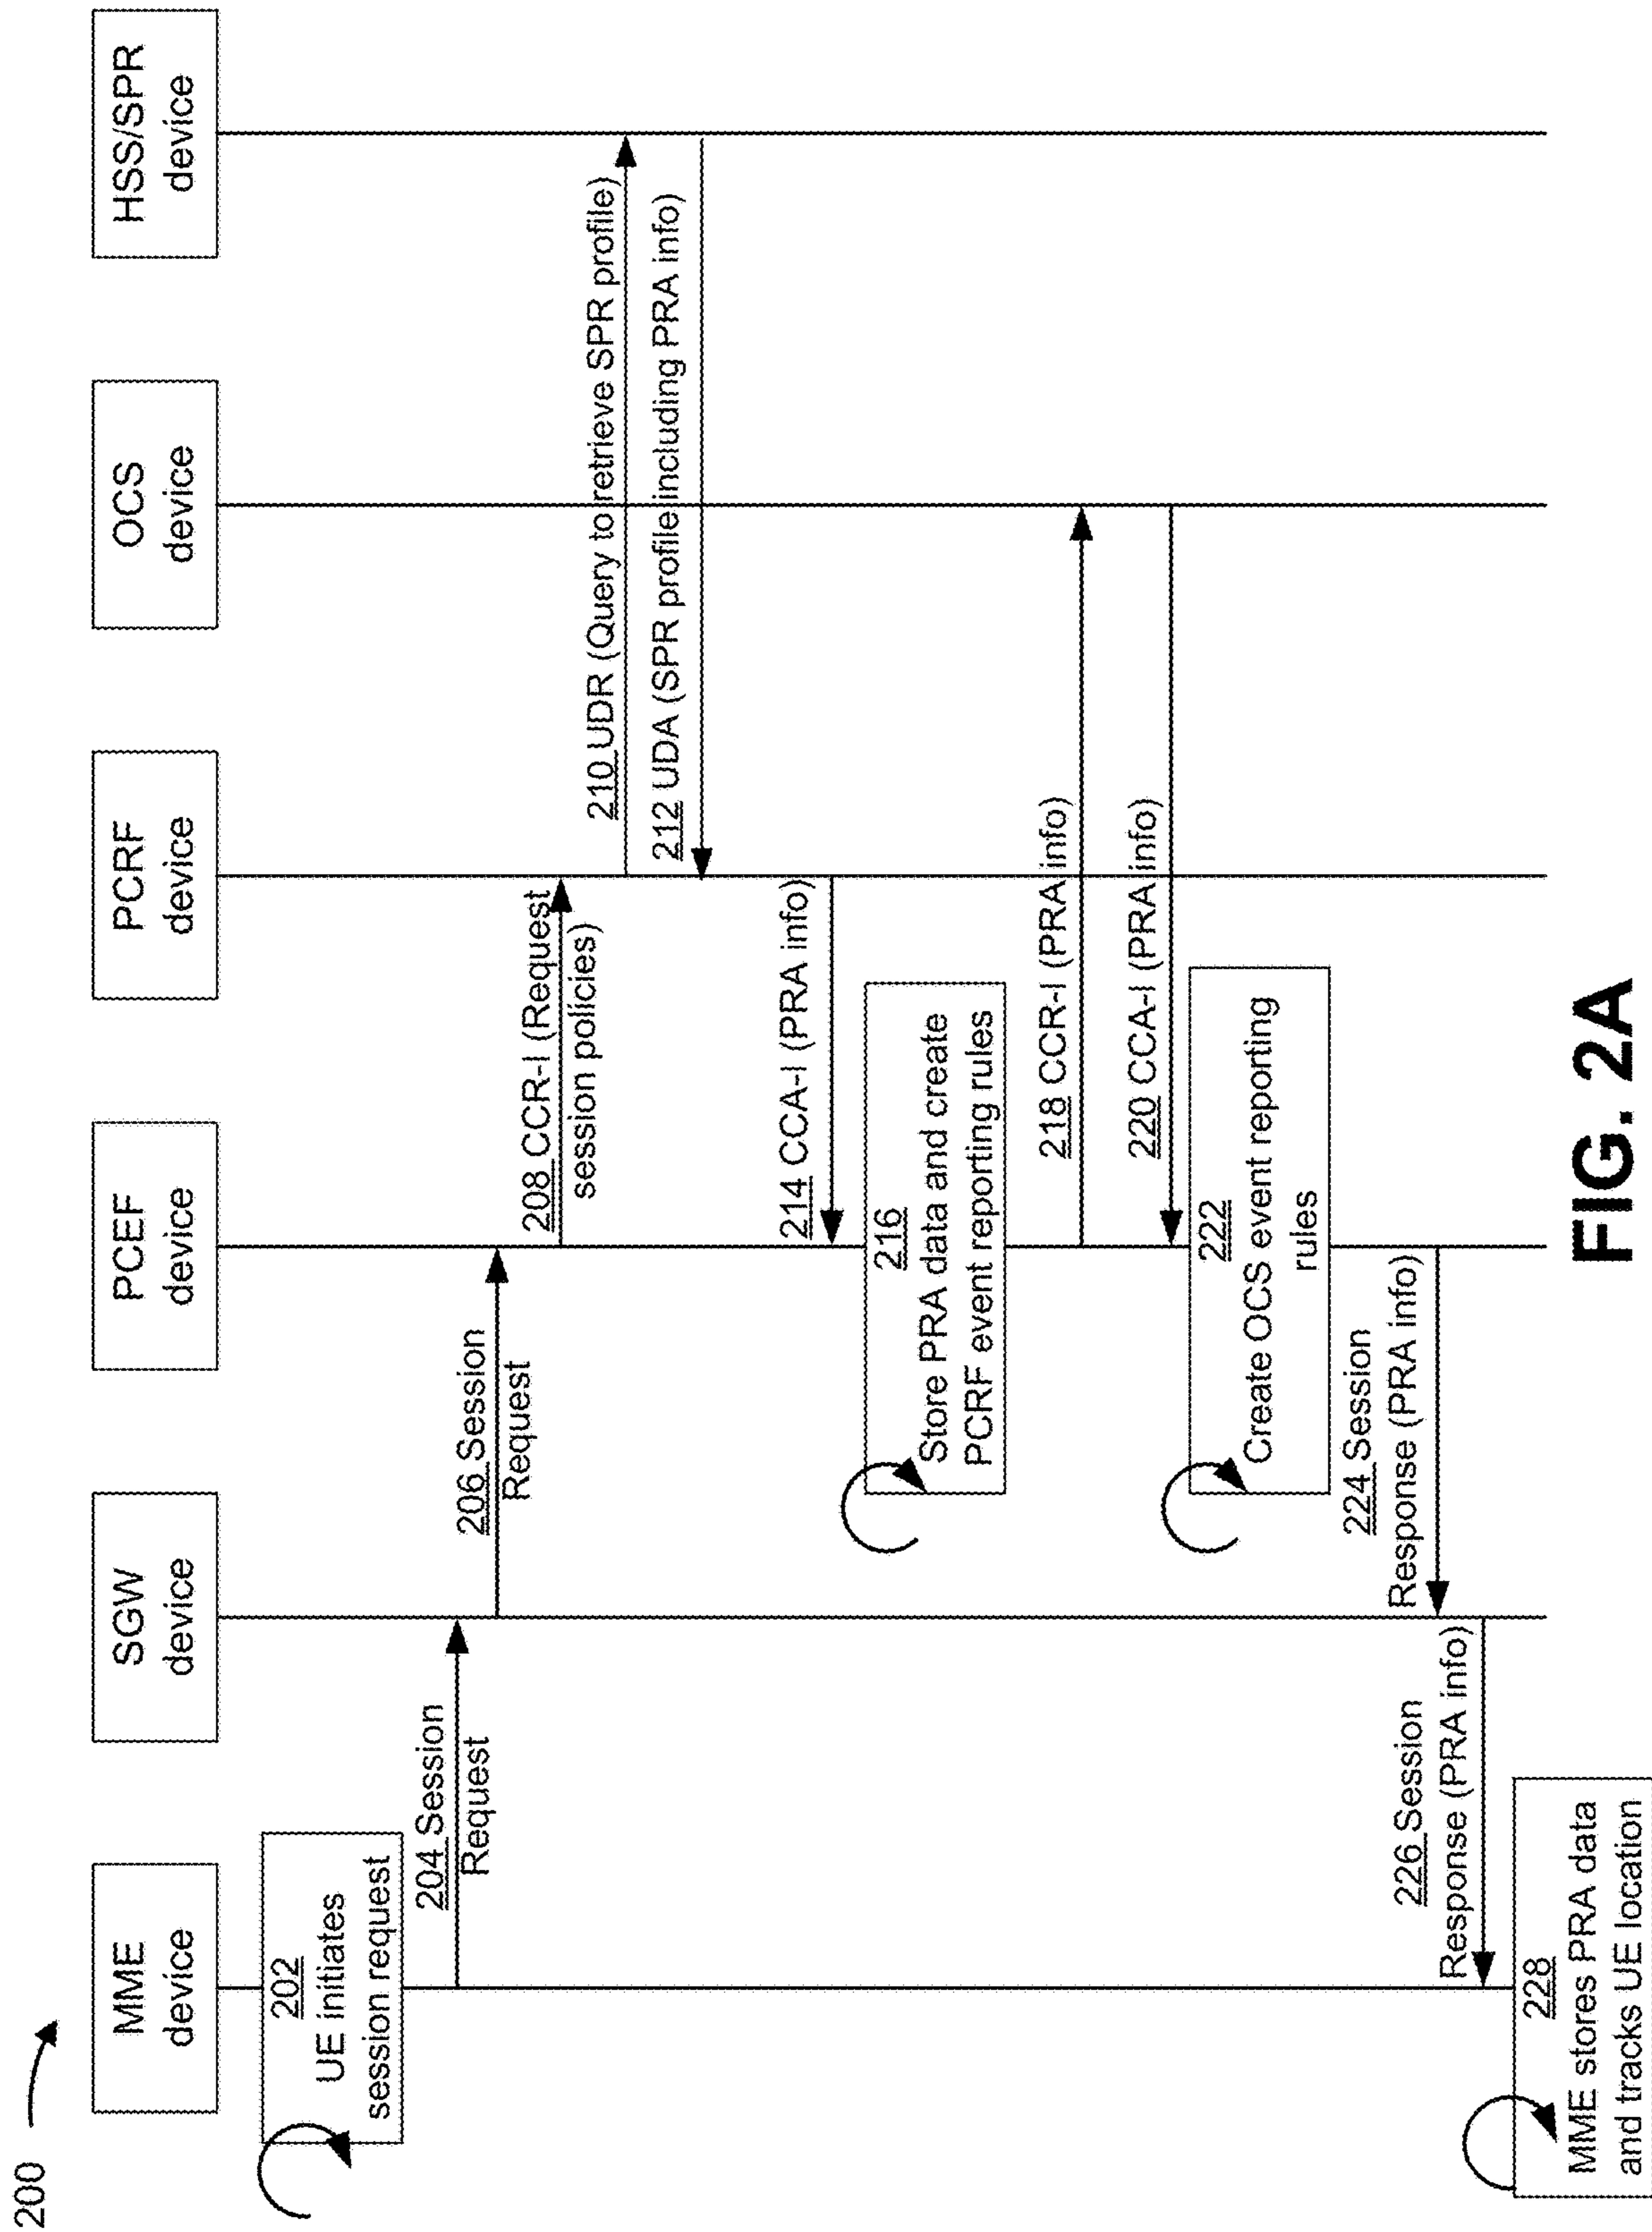 200
MME
device
SGW
device
PCEF
device
PCRF
device
OCS
device
HSS/SPR
device
202
UE initiates
session request
204 Session
Request
206 Session
Request
208 CCR-I (Request
session policies)
210 UDR (Query to retrieve SPR profile)
212 UDA (SPR profile including PRA info)
214 CCA-I (PRA info)
216
Store PRA data and create
PCRF event reporting rules
218 CCR-I (PRA info)
220 CCA-I (PRA info)
222
Create OCS event reporting
rules
224 Session
Response (PRA info)
226 Session
Response (PRA info)
228
MME stores PRA data
and tracks UE location
FIG. 2A